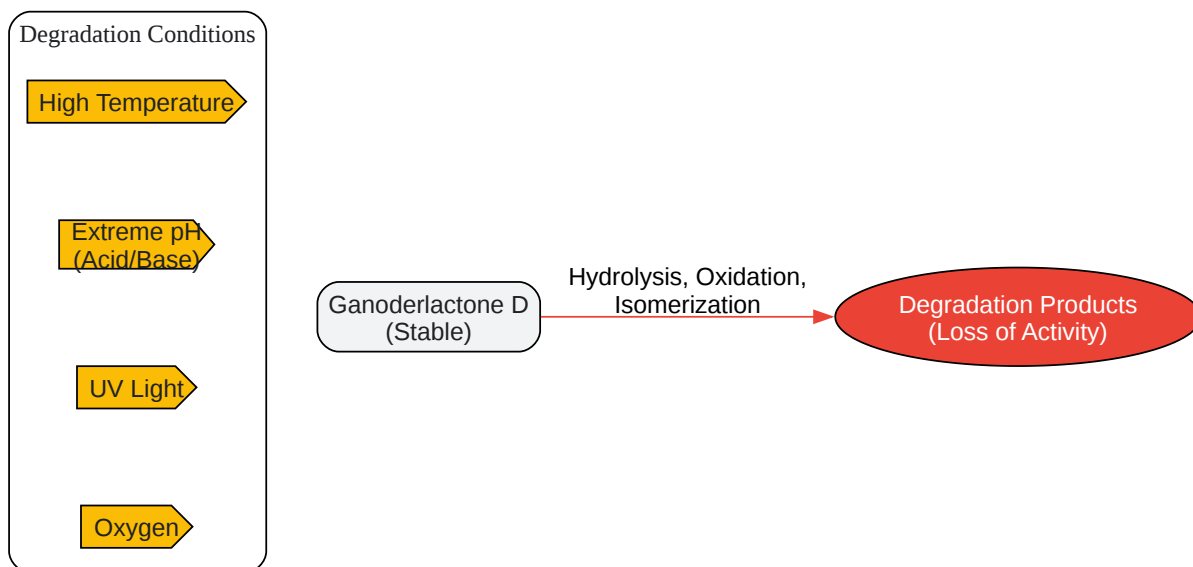 Degradation Conditions
High Temperature
Extreme pH
(Acid/Base)
UV Light
Oxygen
Ganoderlactone D
(Stable)
Hydrolysis, Oxidation,
Isomerization
Degradation Products
(Loss of Activity)